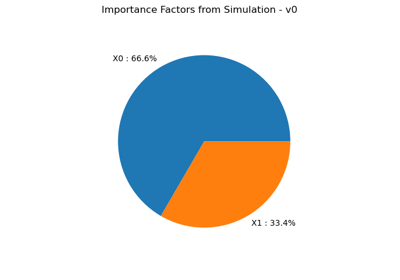 Importance Factors from Simulation - v0
X0 : 66.6%
X1 : 33.4%